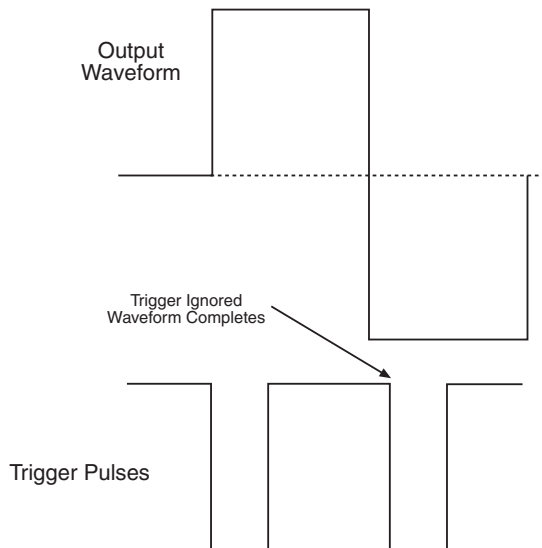 Output
Waveform
Trigger Ignored
Waveform Completes
Trigger Pulses